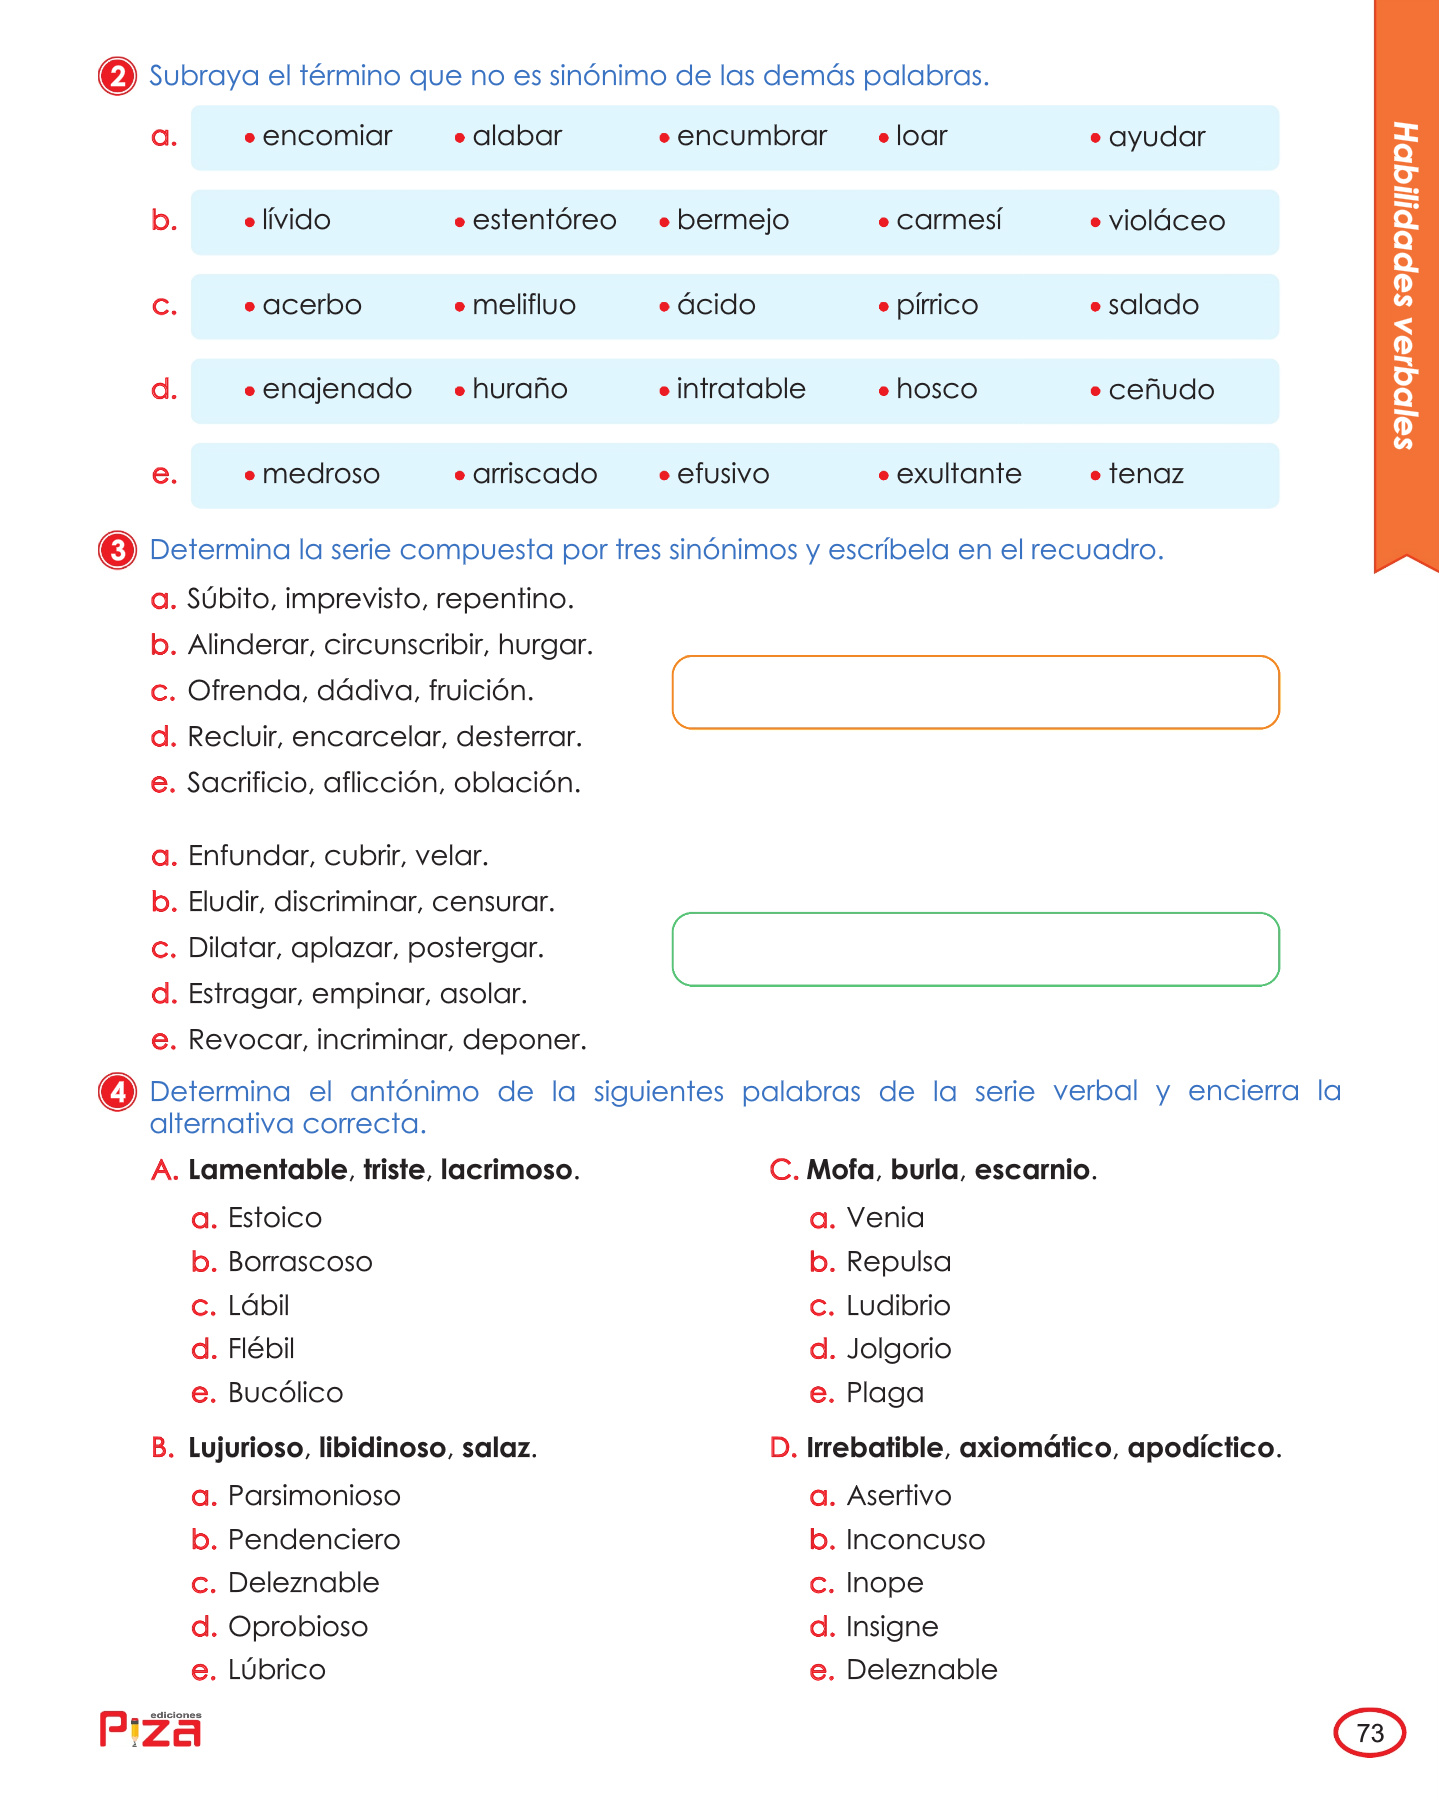 2 Subraya el término que no es sinónimo de las demás palabras.
a. • encomiar • alabar • encumbrar • loar • ayudar
b. • lívido • estentóreo • bermejo • carmesí • violáceo
c. • acerbo • melifluo • ácido • pírrico • salado
d. • enajenado • huraño • intratable • hosco • ceñudo
e. • medroso • arriscado • efusivo • exultante • tenaz
Habilidades verbales
3 Determina la serie compuesta por tres sinónimos y escríbela en el recuadro.
a. Súbito, imprevisto, repentino.
b. Alinderar, circunscribir, hurgar.
c. Ofrenda, dádiva, fruición.
d. Recluir, encarcelar, desterrar.
e. Sacrificio, aflicción, oblación.
a. Enfundar, cubrir, velar.
b. Eludir, discriminar, censurar.
c. Dilatar, aplazar, postergar.
d. Estragar, empinar, asolar.
e. Revocar, incriminar, deponer.
4 Determina el antónimo de la siguientes palabras de la serie verbal y encierra la
alternativa correcta.
A. Lamentable, triste, lacrimoso.
a. Estoico
b. Borrascoso
c. Lábil
d. Flébil
e. Bucólico
B. Lujurioso, libidinoso, salaz.
a. Parsimonioso
b. Pendenciero
c. Deleznable
d. Oprobioso
e. Lúbrico
C. Mofa, burla, escarnio.
a. Venia
b. Repulsa
c. Ludibrio
d. Jolgorio
e. Plaga
D. Irrebatible, axiomático, apodíctico.
a. Asertivo
b. Inconcuso
c. Inope
d. Insigne
e. Deleznable
ediciones
Piza
73